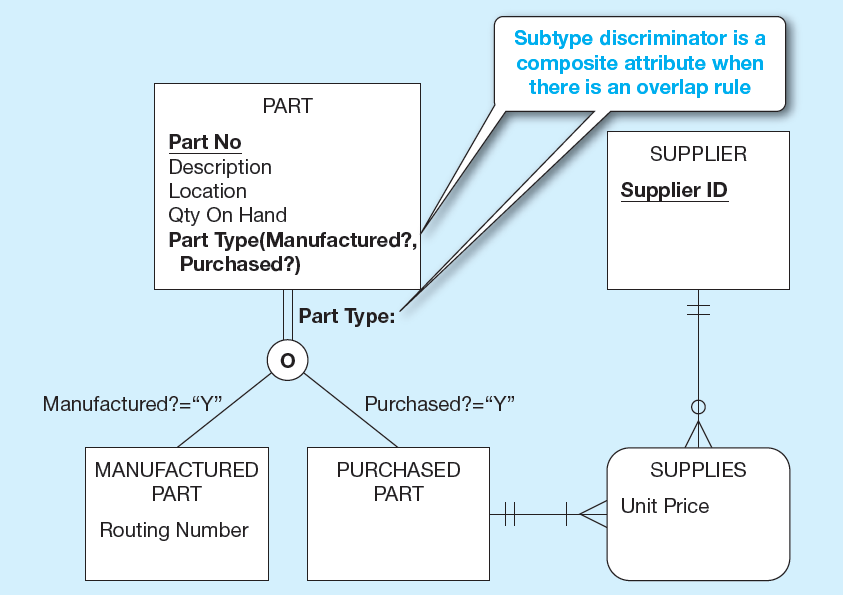 Subtype discriminator is a
composite attribute when
there is an overlap rule
PART
Part No
Description
Location
Qty On Hand
Part Type(Manufactured?,
Purchased?)
SUPPLIER
Supplier ID
Part Type:
O
Manufactured?=“Y”
Purchased?=“Y”
MANUFACTURED
PART
Routing Number
PURCHASED
PART
SUPPLIES
Unit Price